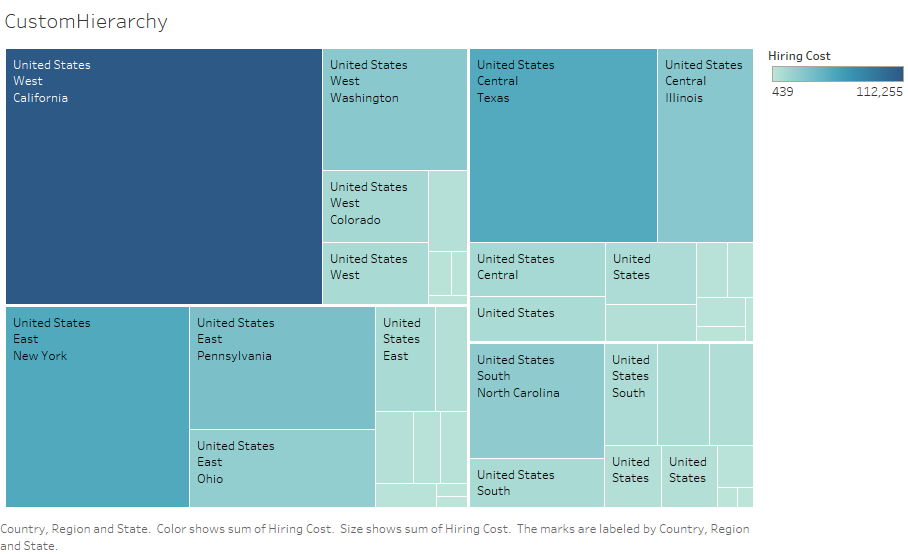 CustomHierarchy
United States
West
California
United States
West
Washington
United States
West
Colorado
United States
West
United States
Central
Texas
United States
Central
Illinois
United States
Central
United States
United
States
United States
East
New York
United States
East
Pennsylvania
United States
East
Ohio
United
States
East
United States
South
North Carolina
United States
South
United
States
South
United
States
United
States
Hiring Cost
439 112,255
Country, Region and State. Color shows sum of Hiring Cost. Size shows sum of Hiring Cost. The marks are labeled by Country, Region
and State.